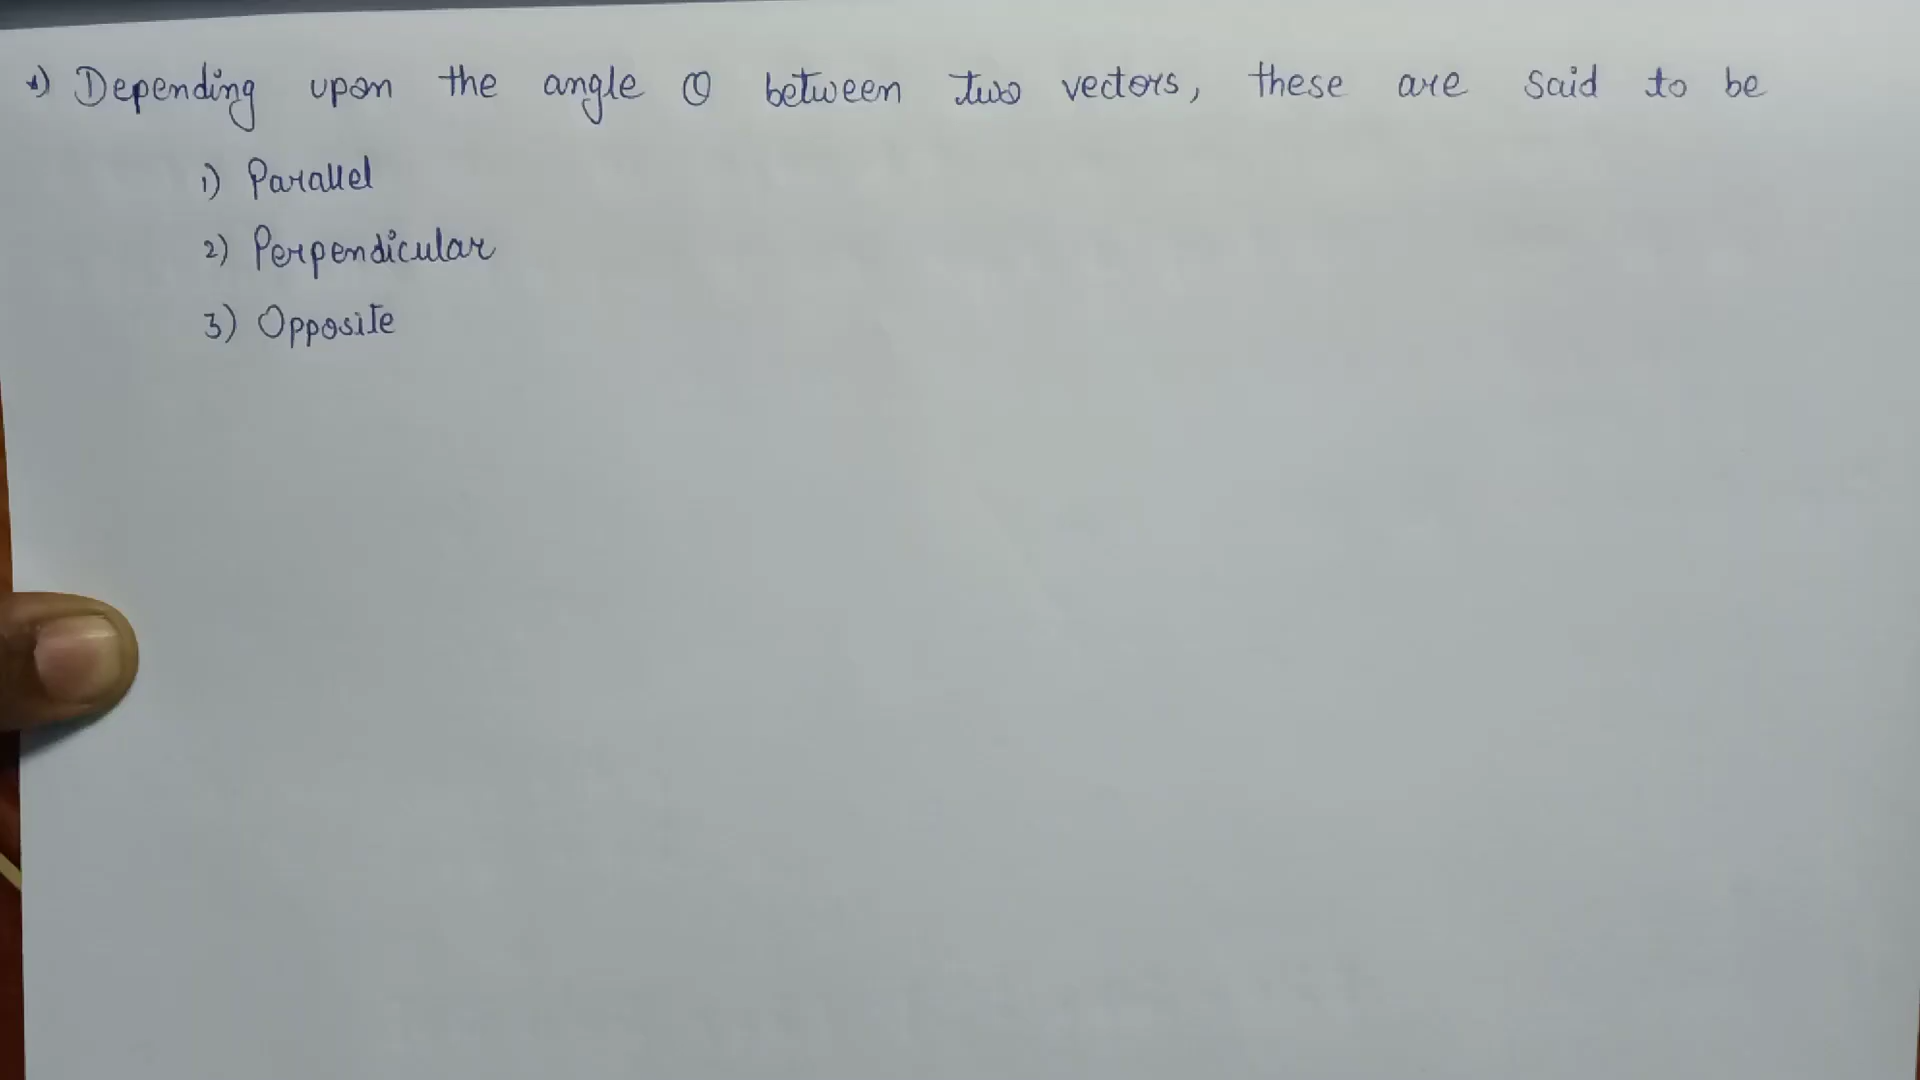 *) Depending upon the angle θ between two vectors, these are said to be
1) Parallel
2) Perpendicular
3) Opposite